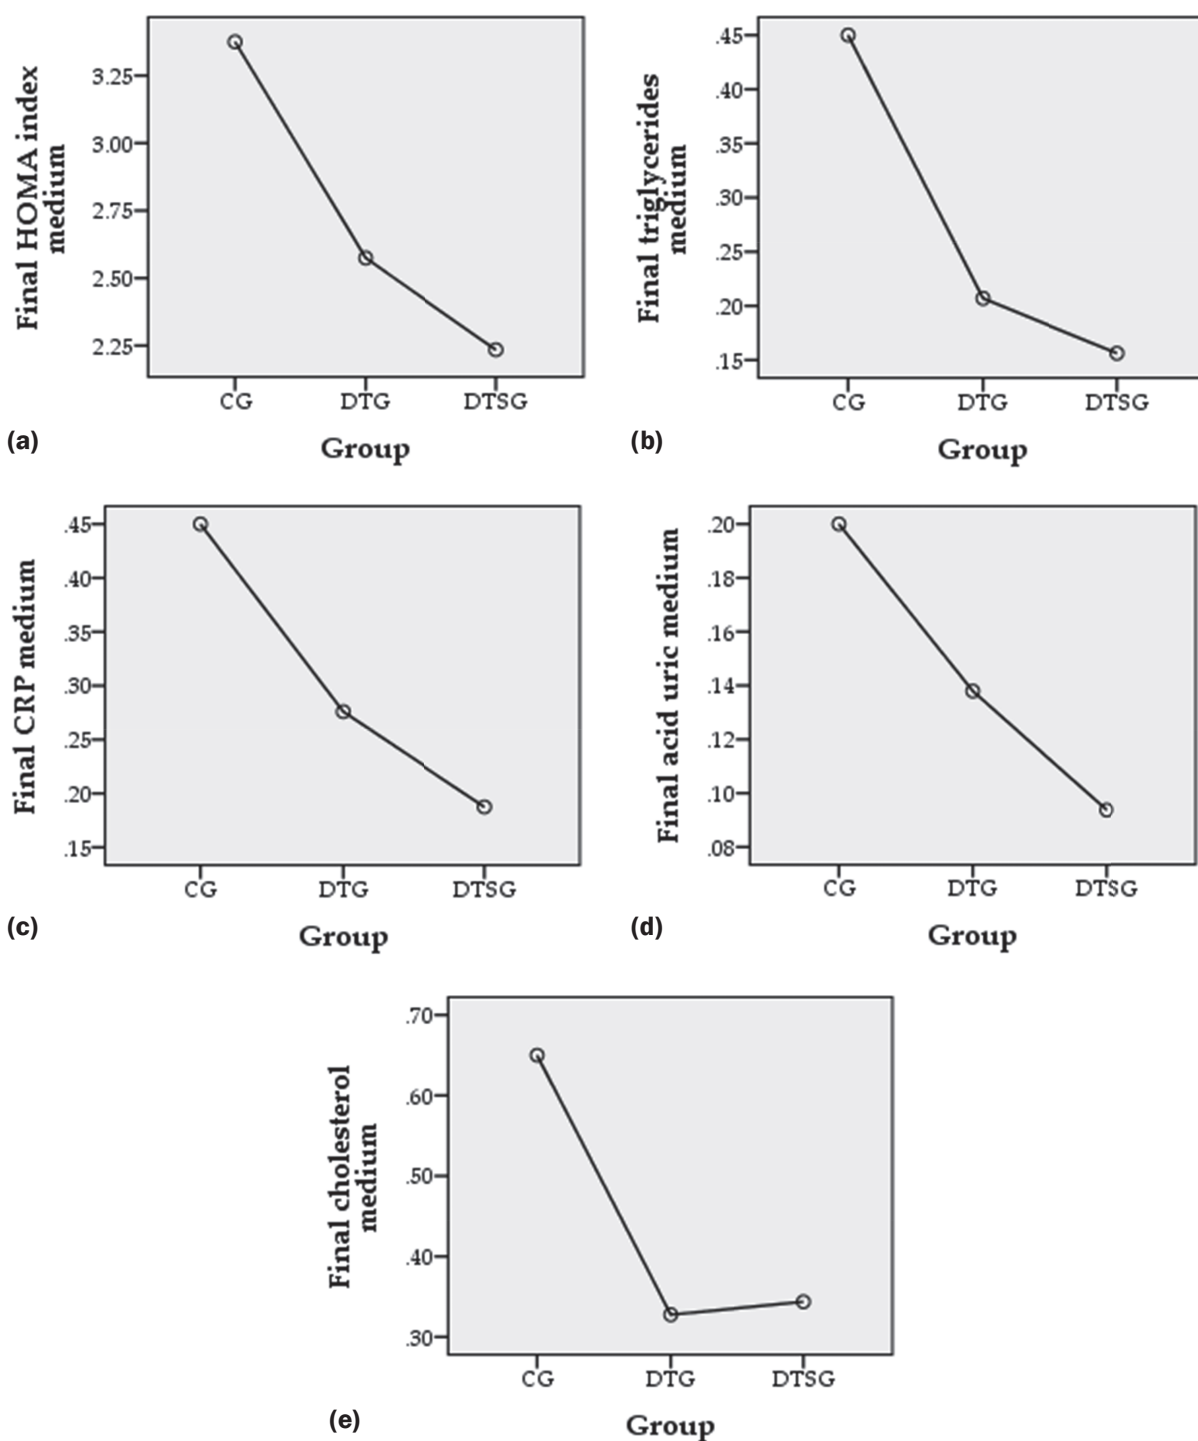 Final HOMA index
medium
3.25
3.00
2.75
2.50
2.25
CG DTG DTSG
Group
(a)
Final triglycerides
medium
.45
.40
.35
.30
.25
.20
.15
CG DTG DTSG
Group
(b)
Final CRP medium
.45
.40
.35
.30
.25
.20
.15
CG DTG DTSG
Group
(c)
Final acid uric medium
.20
.18
.16
.14
.12
.10
.08
CG DTG DTSG
Group
(d)
Final cholesterol
medium
.70
.60
.50
.40
.30
CG DTG DTSG
Group
(e)